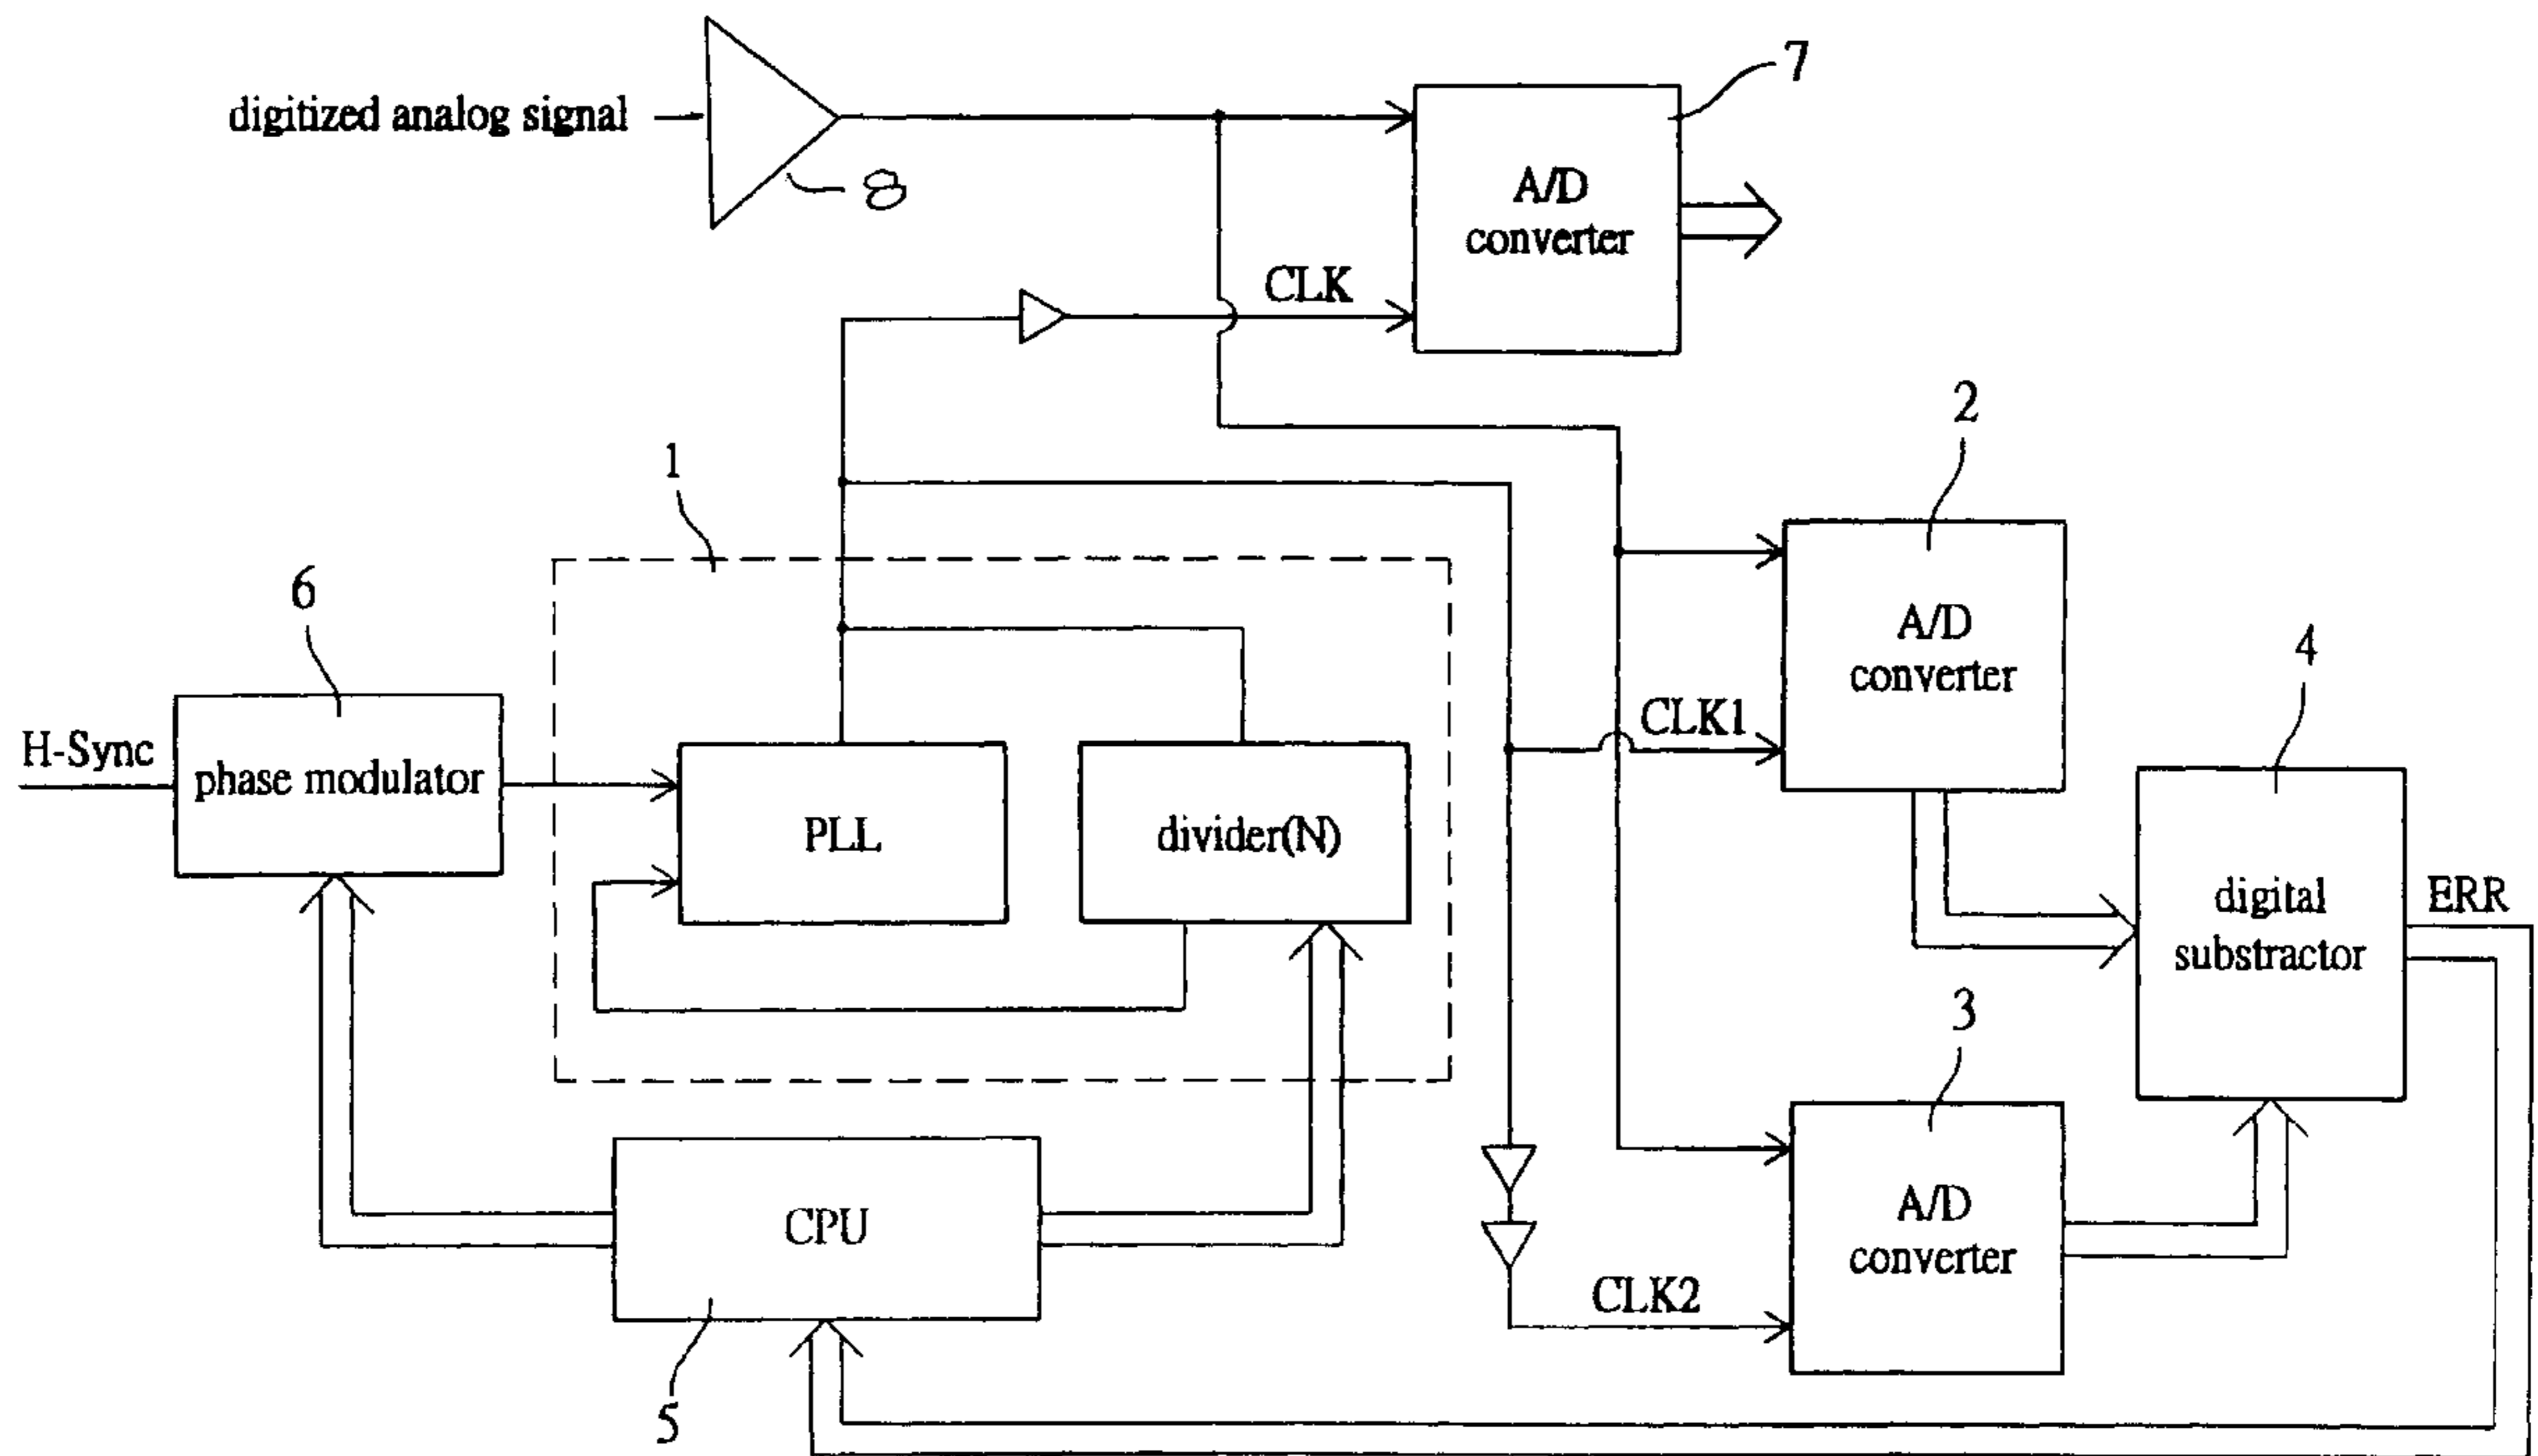 7
digitized analog signal
8
A/D
converter
CLK
2
1
6
A/D
converter
4
CLK1
H-Sync
phase modulator
PLL
divider(N)
digital
substractor
ERR
3
A/D
converter
CPU
CLK2
5